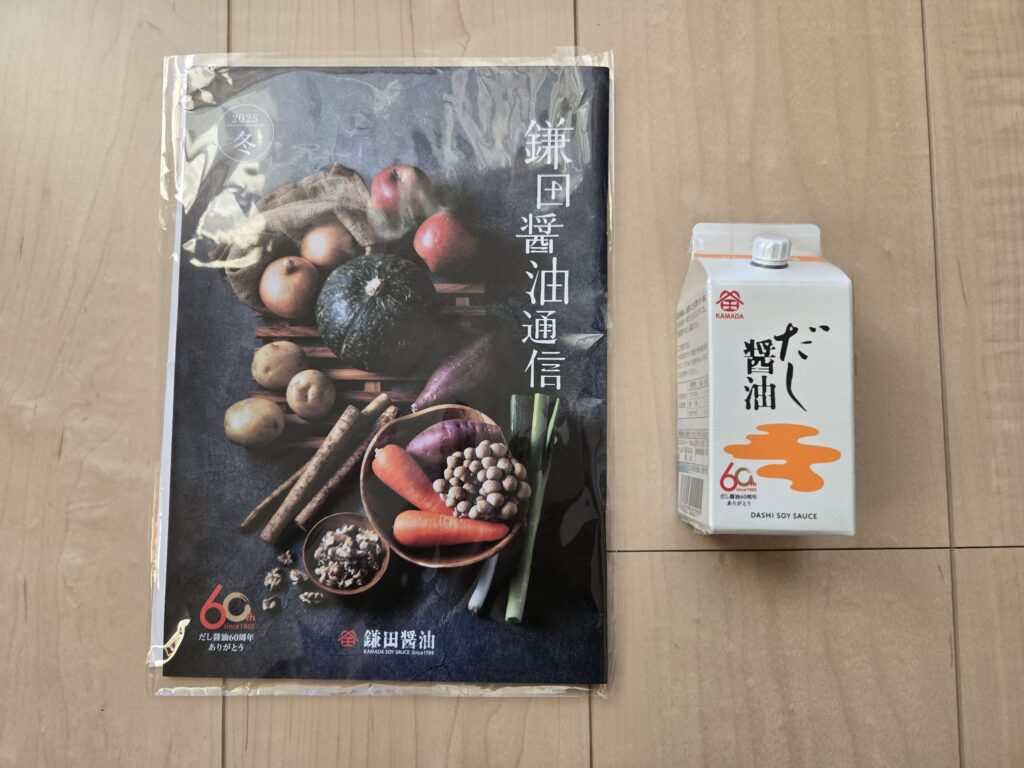 2025
冬
鎌田醤油通信
60th
since1965
だし醤油60周年
ありがとう
鎌田醤油
KAMADA SOY SAUCE Since1789
KAMADA
だし
醤油
60th
since1965
だし醤油60周年
ありがとう
DASHI SOY SAUCE